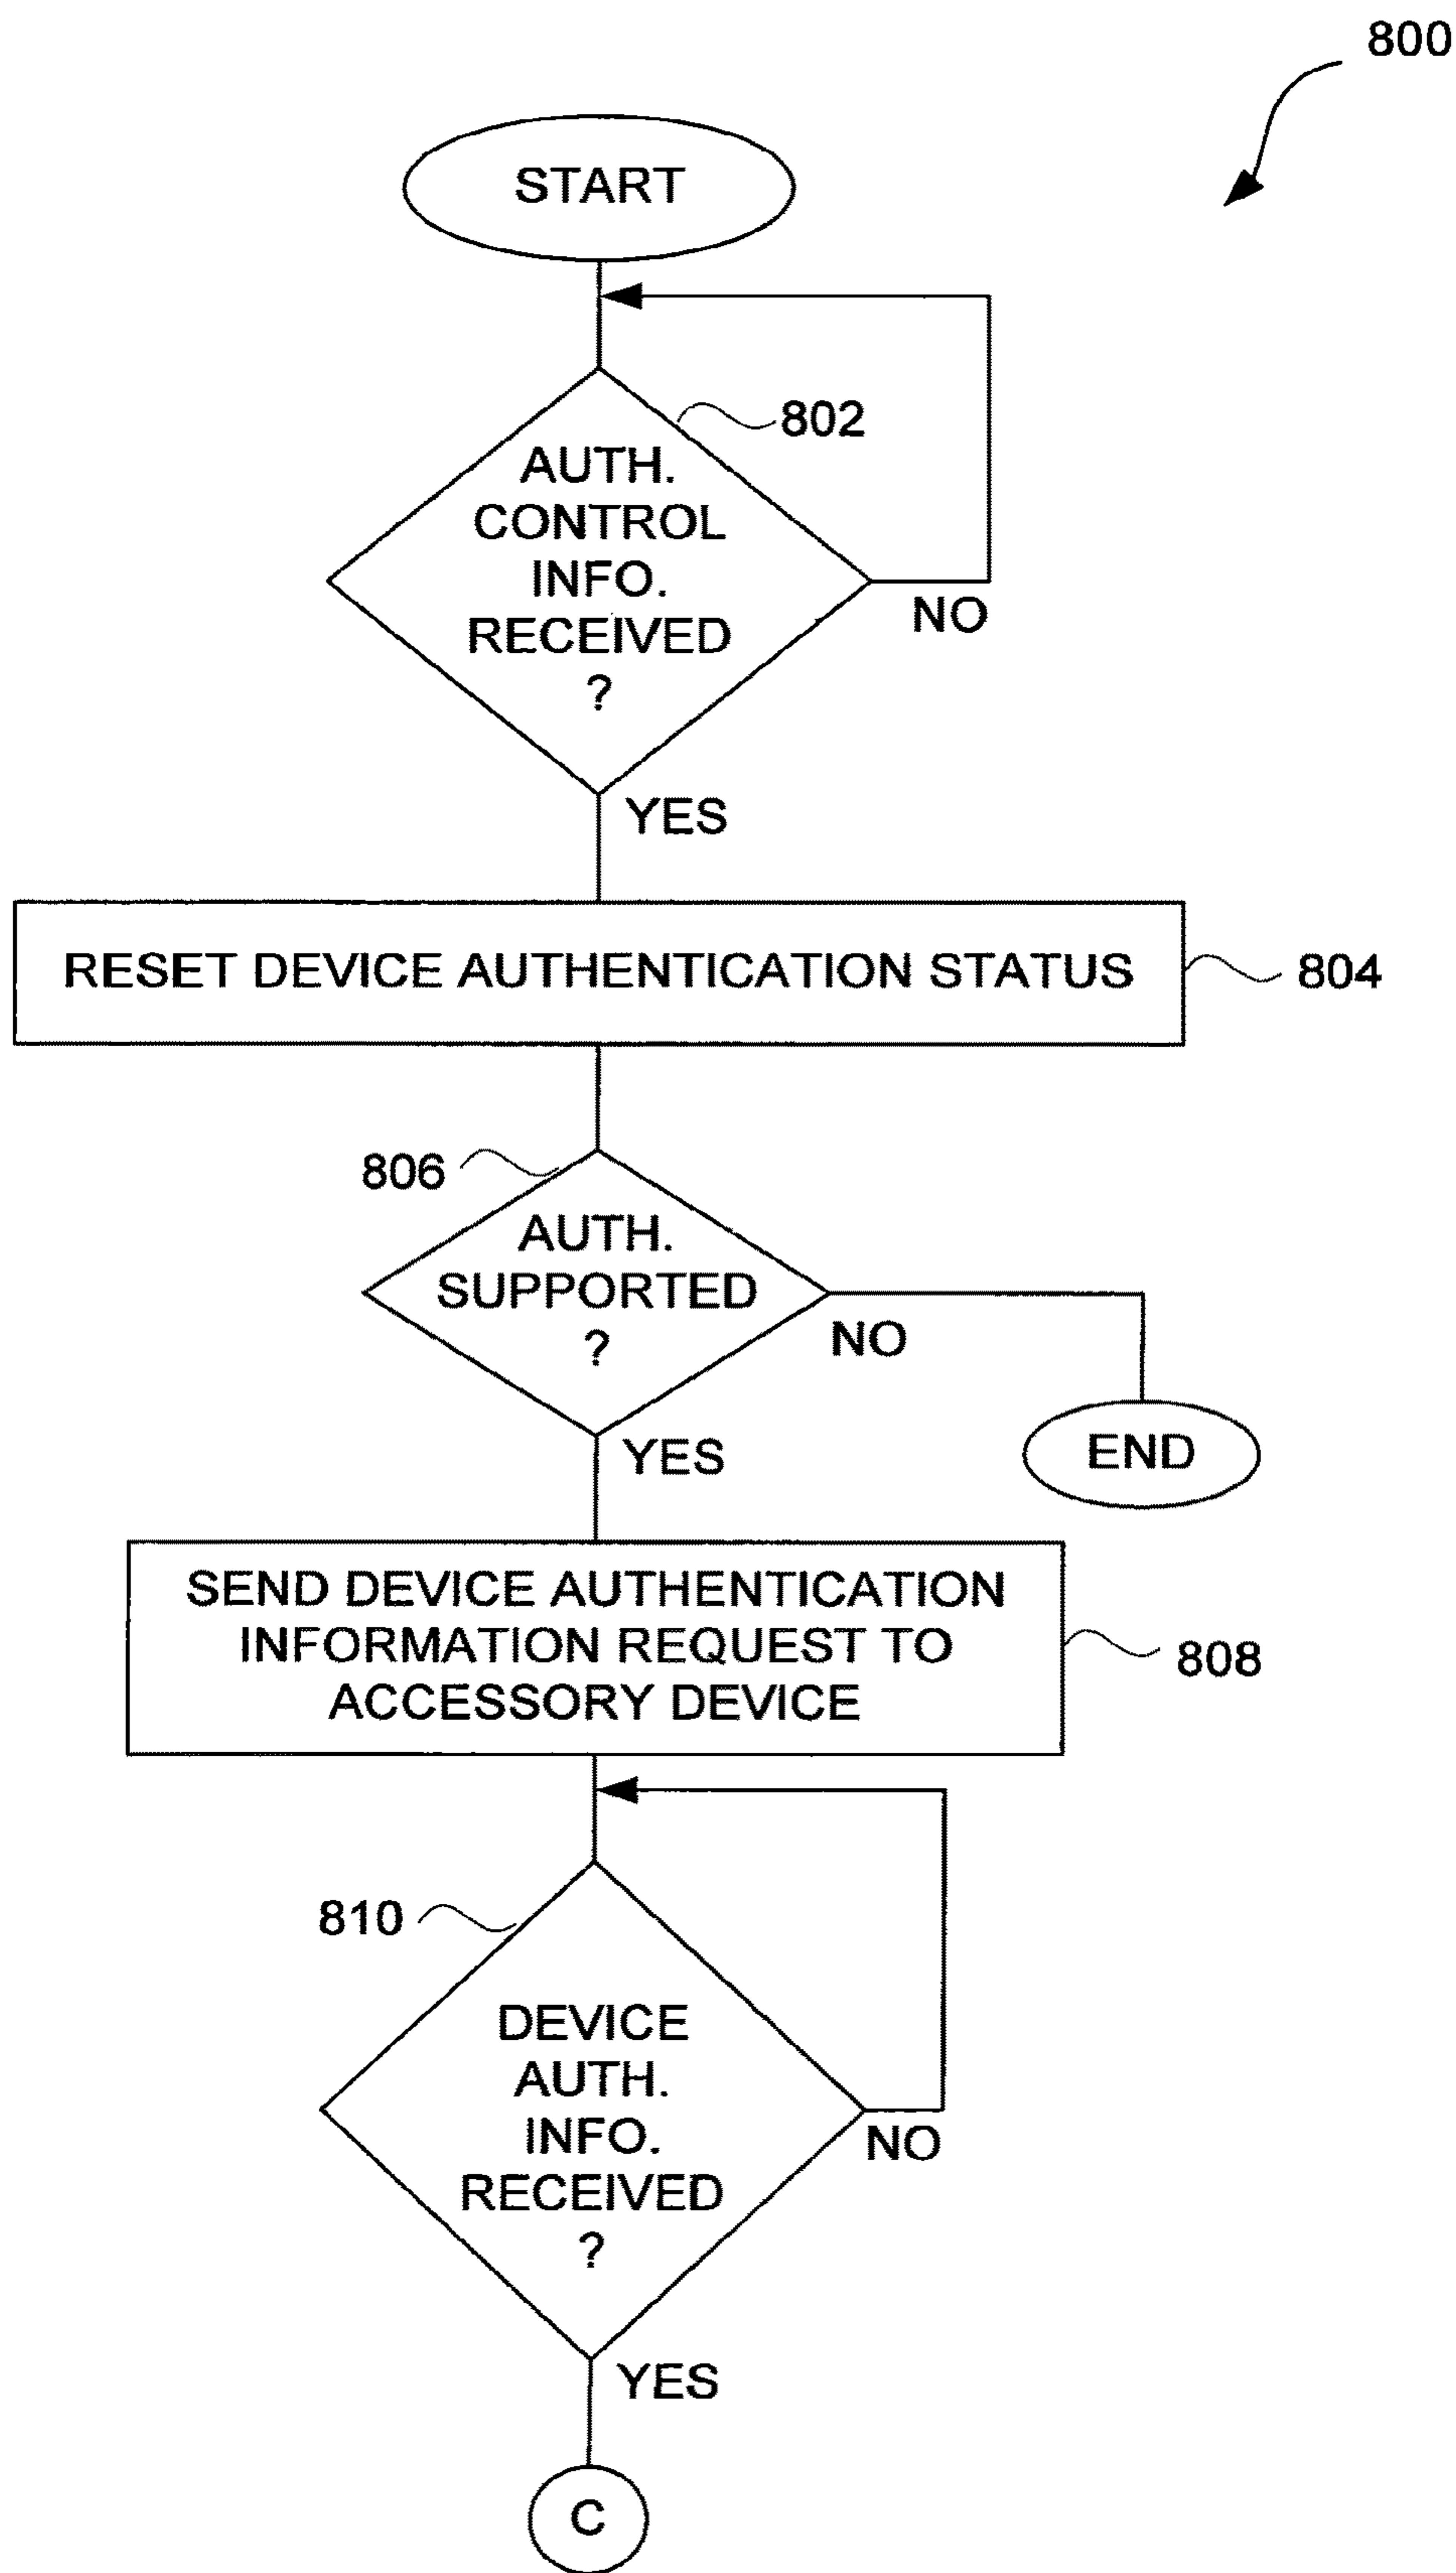 800
START
802
AUTH.
CONTROL
INFO.
RECEIVED
?
NO
YES
RESET DEVICE AUTHENTICATION STATUS
804
806
AUTH.
SUPPORTED
?
NO
YES
END
SEND DEVICE AUTHENTICATION
INFORMATION REQUEST TO
ACCESSORY DEVICE
808
810
DEVICE
AUTH.
INFO.
RECEIVED
?
NO
YES
C